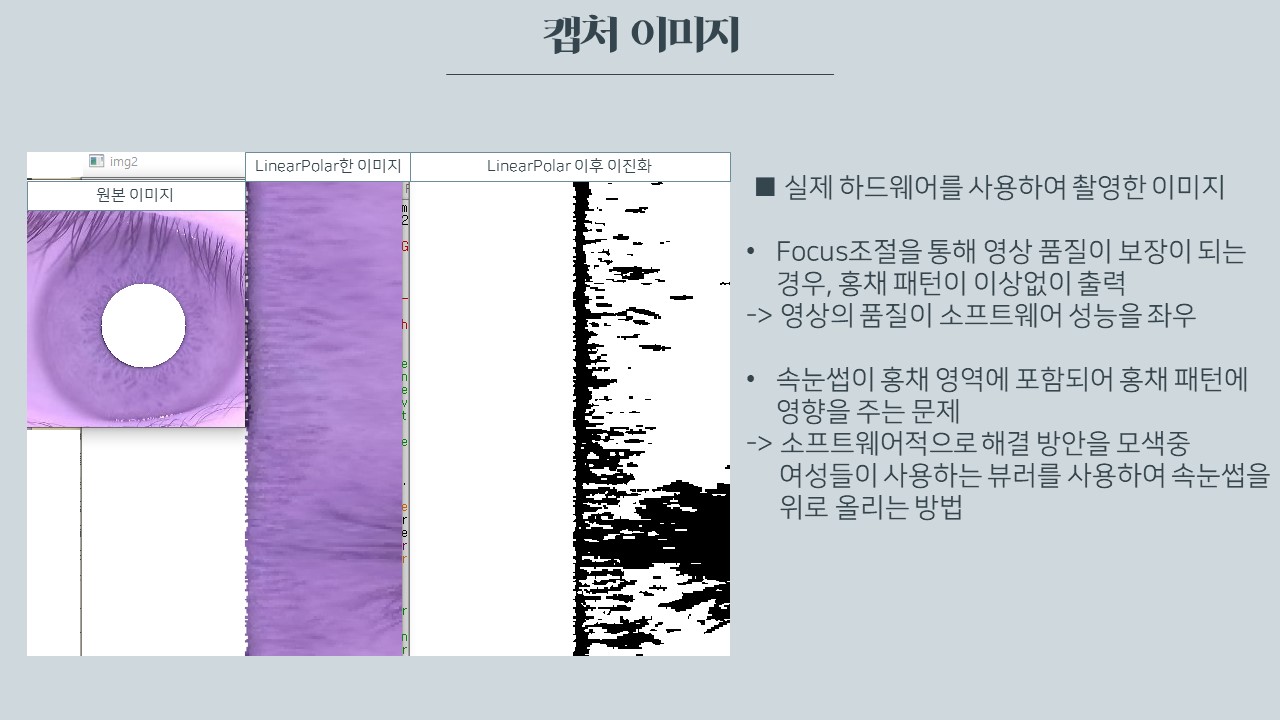 캡처 이미지
img2
LinearPolar한 이미지
LinearPolar 이후 이진화
원본 이미지
■ 실제 하드웨어를 사용하여 촬영한 이미지
• Focus조절을 통해 영상 품질이 보장이 되는
경우, 홍채 패턴이 이상없이 출력
-> 영상의 품질이 소프트웨어 성능을 좌우
• 속눈썹이 홍채 영역에 포함되어 홍채 패턴에
영향을 주는 문제
-> 소프트웨어적으로 해결 방안을 모색중
여성들이 사용하는 뷰러를 사용하여 속눈썹을
위로 올리는 방법